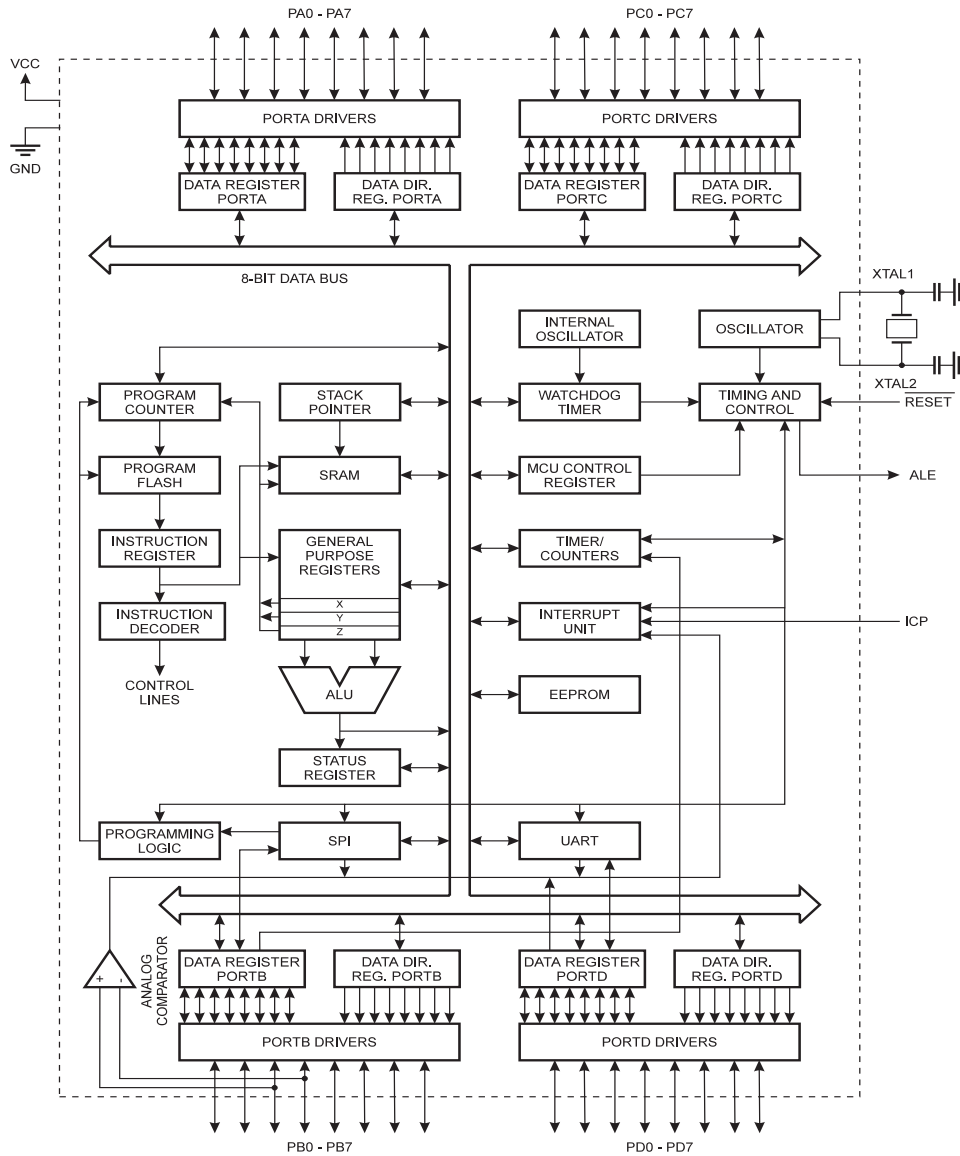 PA0 - PA7
PC0 - PC7
VCC
GND
PORTA DRIVERS
PORTC DRIVERS
DATA REGISTER
PORTA
DATA DIR.
REG. PORTA
DATA REGISTER
PORTC
DATA DIR.
REG. PORTC
8-BIT DATA BUS
XTAL1
INTERNAL
OSCILLATOR
OSCILLATOR
XTAL2
RESET
PROGRAM
COUNTER
STACK
POINTER
WATCHDOG
TIMER
TIMING AND
CONTROL
PROGRAM
FLASH
SRAM
MCU CONTROL
REGISTER
ALE
INSTRUCTION
REGISTER
GENERAL
PURPOSE
REGISTERS
X
Y
Z
TIMER/
COUNTERS
INSTRUCTION
DECODER
INTERRUPT
UNIT
ICP
CONTROL
LINES
ALU
EEPROM
STATUS
REGISTER
PROGRAMMING
LOGIC
SPI
UART
ANALOG
COMPARATOR
+
-
DATA REGISTER
PORTB
DATA DIR.
REG. PORTB
DATA REGISTER
PORTD
DATA DIR.
REG. PORTD
PORTB DRIVERS
PORTD DRIVERS
PB0 - PB7
PD0 - PD7